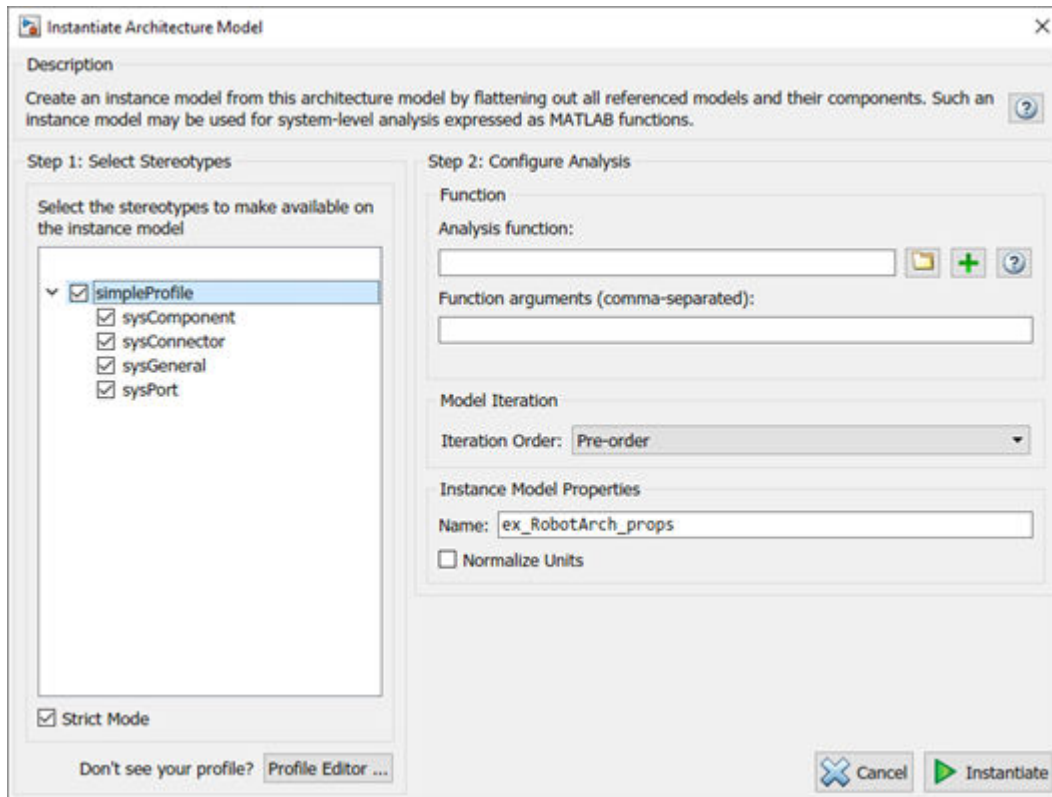 Instantiate Architecture Model
Description
Create an instance model from this architecture model by flattening out all referenced models and their components. Such an
instance model may be used for system-level analysis expressed as MATLAB functions.
Step 1: Select Stereotypes
Select the stereotypes to make available on
the instance model
simpleProfile
sysComponent
sysConnector
sysGeneral
sysPort
Strict Mode
Don't see your profile? Profile Editor ...
Step 2: Configure Analysis
Function
Analysis function:
Function arguments (comma-separated):
Model Iteration
Iteration Order: Pre-order
Instance Model Properties
Name: ex_RobotArch_props
Normalize Units
Cancel Instantiate